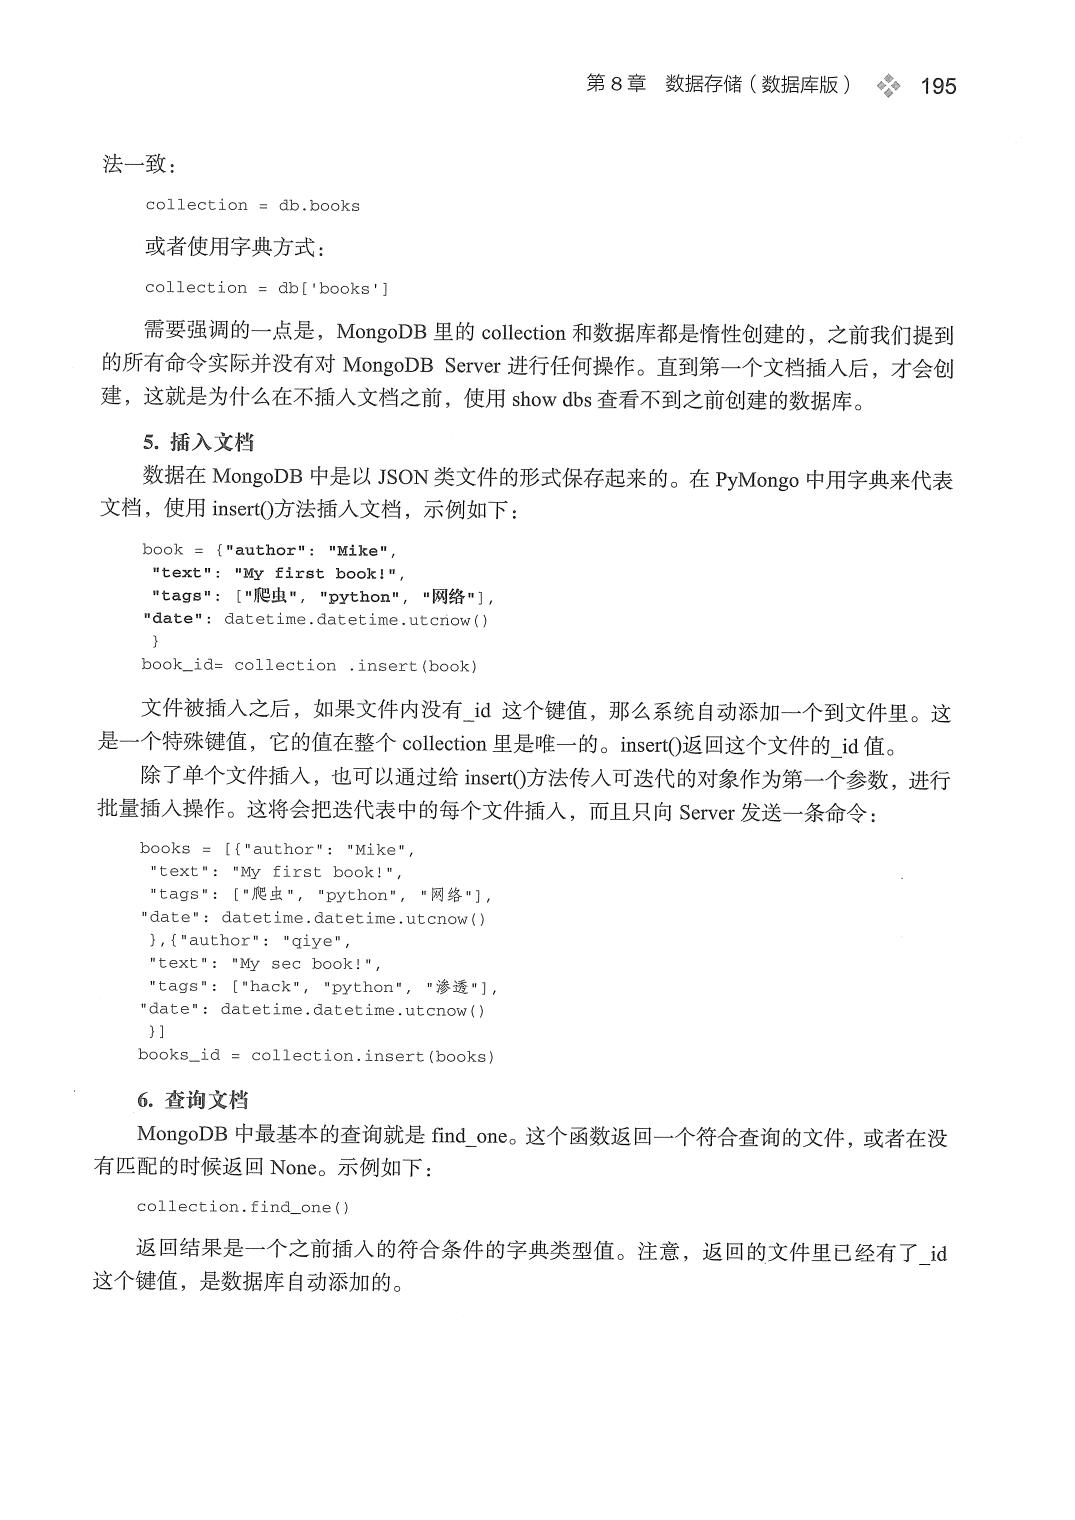 第 8 章　数据存储（数据库版） 195
法一致：
collection = db.books
或者使用字典方式：
collection = db['books']
需要强调的一点是，MongoDB 里的 collection 和数据库都是惰性创建的，之前我们提到
的所有命令实际并没有对 MongoDB Server 进行任何操作。直到第一个文档插入后，才会创
建，这就是为什么在不插入文档之前，使用 show dbs 查看不到之前创建的数据库。
5. 插入文档
数据在 MongoDB 中是以 JSON 类文件的形式保存起来的。在 PyMongo 中用字典来代表
文档，使用 insert()方法插入文档，示例如下：
book = {"author": "Mike",
"text": "My first book!",
"tags": ["爬虫", "python", "网络"],
"date": datetime.datetime.utcnow()
}
book_id= collection .insert(book)
文件被插入之后，如果文件内没有_id 这个键值，那么系统自动添加一个到文件里。这
是一个特殊键值，它的值在整个 collection 里是唯一的。insert()返回这个文件的_id 值。
除了单个文件插入，也可以通过给 insert()方法传入可迭代的对象作为第一个参数，进行
批量插入操作。这将会把迭代表中的每个文件插入，而且只向 Server 发送一条命令：
books = [{"author": "Mike",
"text": "My first book!",
"tags": ["爬虫", "python", "网络"],
"date": datetime.datetime.utcnow()
},{"author": "qiye",
"text": "My sec book!",
"tags": ["hack", "python", "渗透"],
"date": datetime.datetime.utcnow()
}]
books_id = collection.insert(books)
6. 查询文档
MongoDB 中最基本的查询就是 find_one。这个函数返回一个符合查询的文件，或者在没
有匹配的时候返回 None。示例如下：
collection.find_one()
返回结果是一个之前插入的符合条件的字典类型值。注意，返回的文件里已经有了_id
这个键值，是数据库自动添加的。